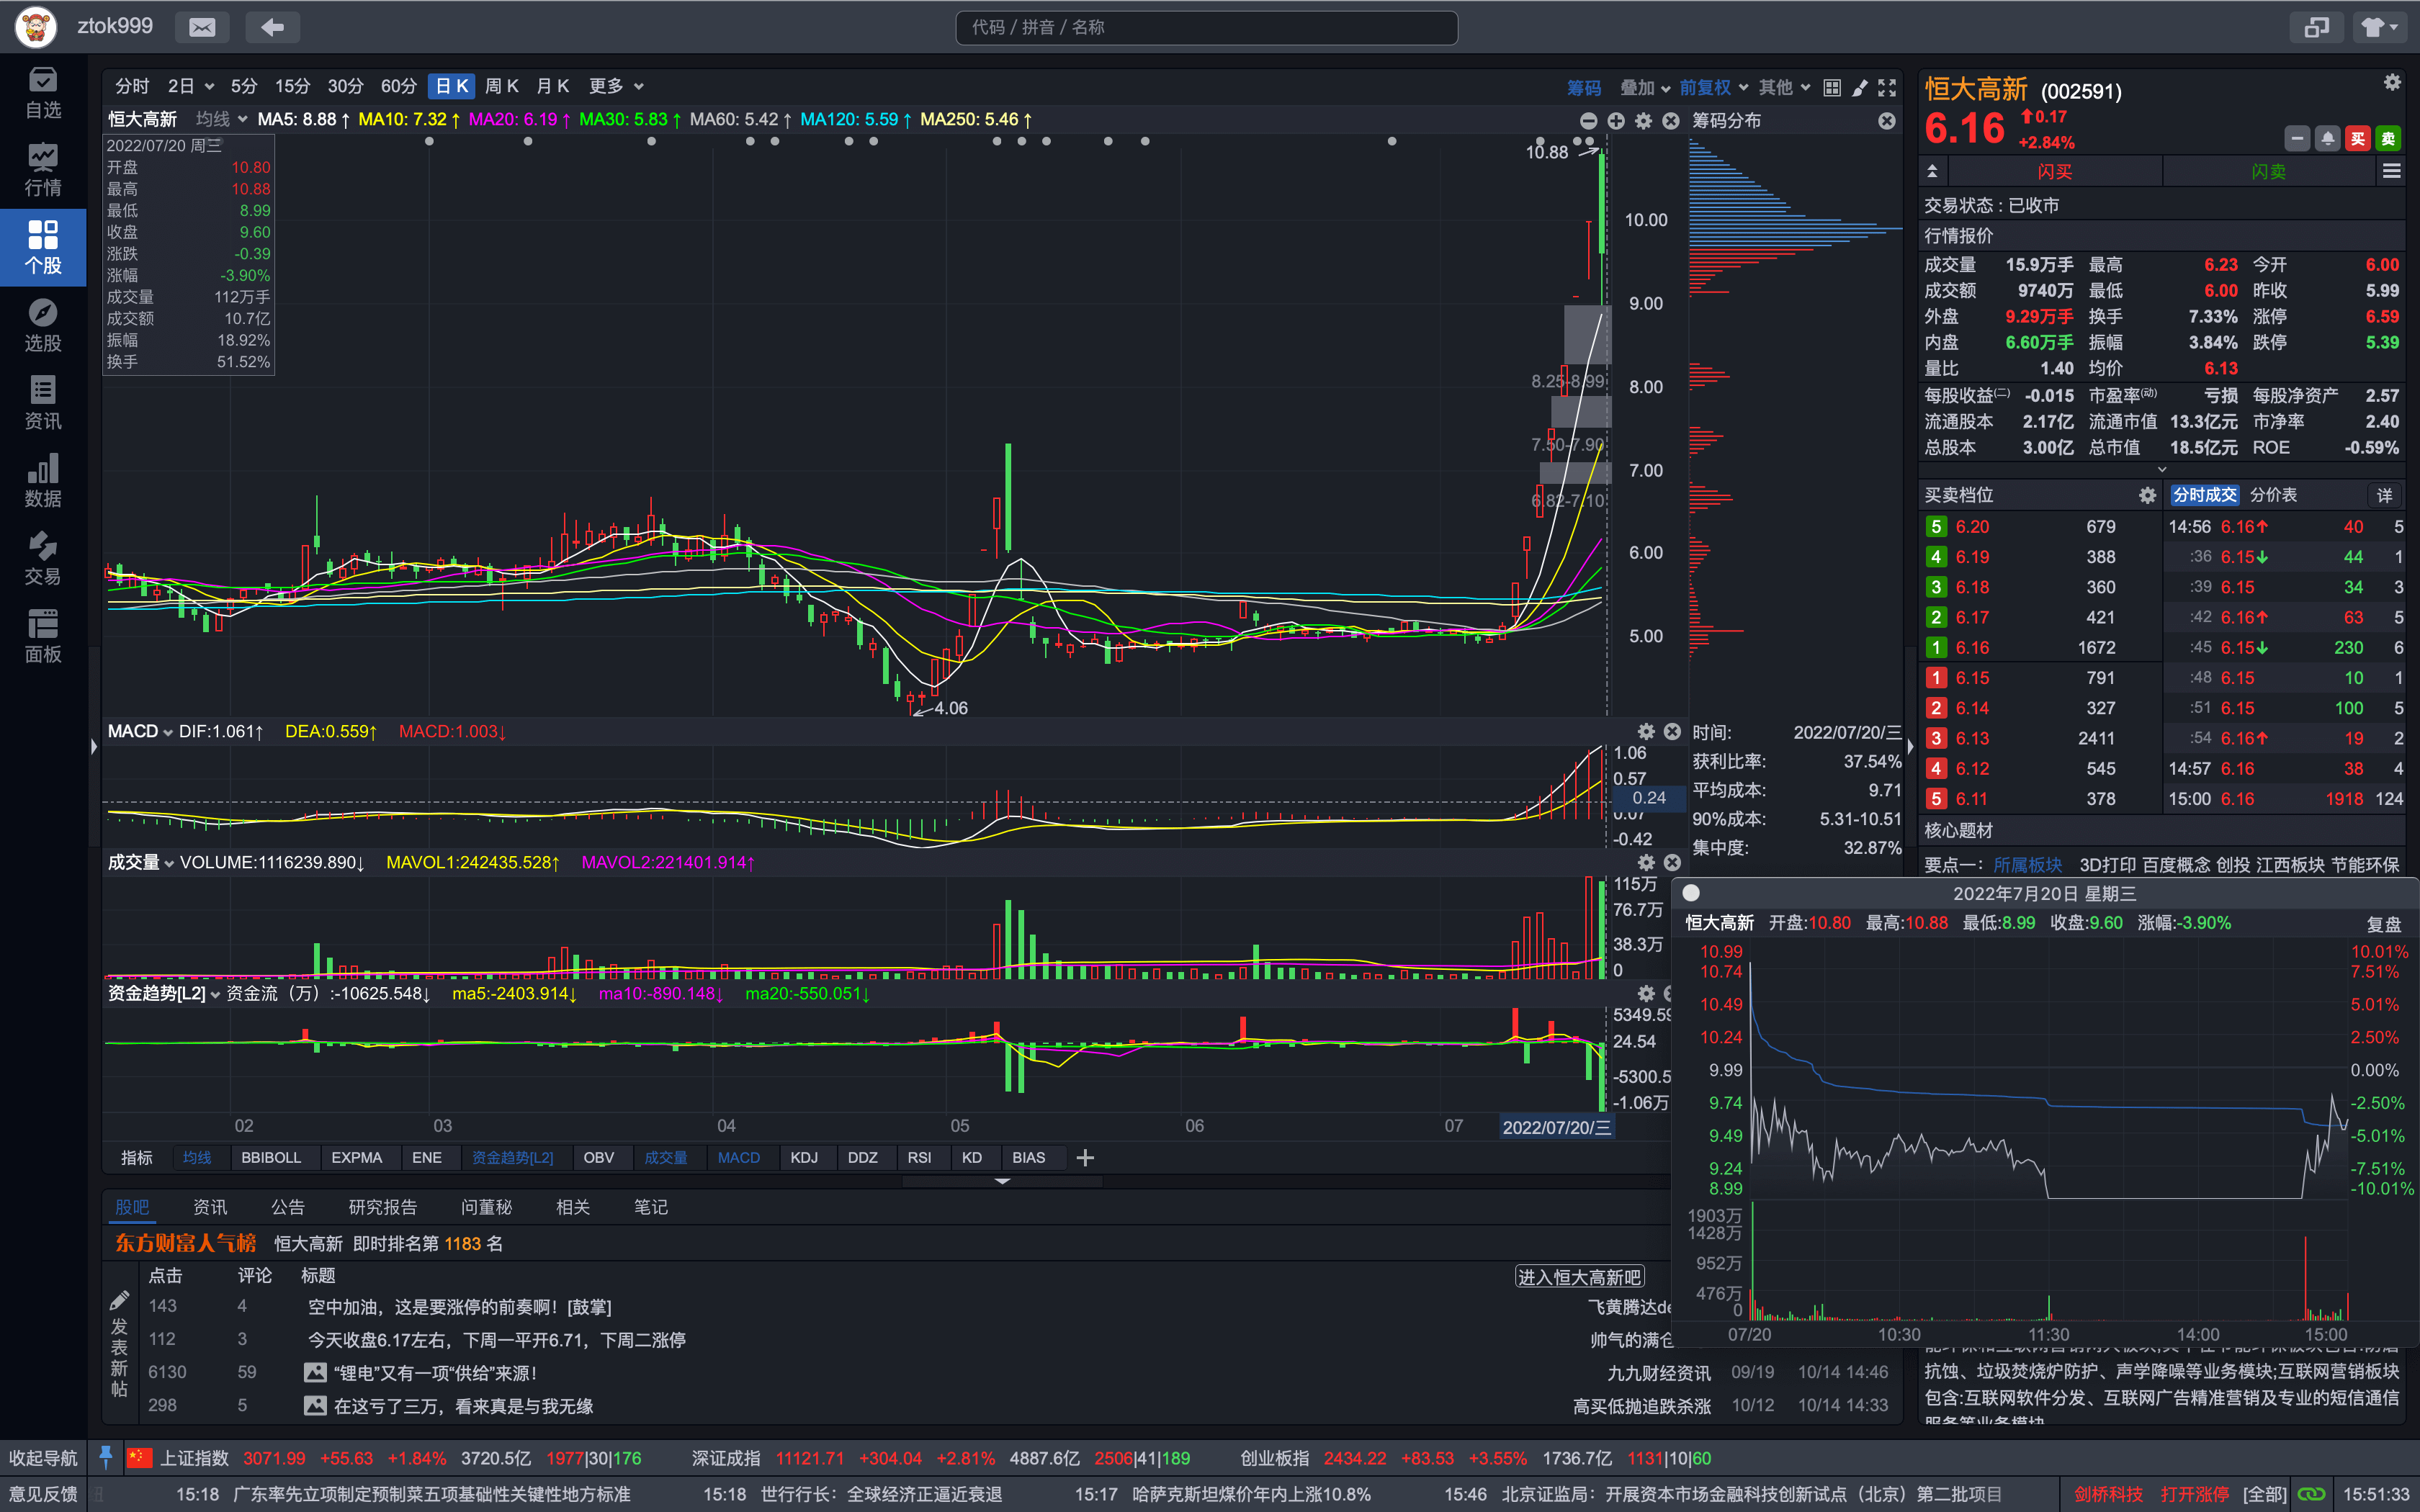 ztok999
代码 / 拼音 / 名称
自选
行情
个股
选股
资讯
数据
交易
面板
分时 2日 5分 15分 30分 60分 日K 周K 月K 更多
筹码 叠加 前复权 其他
恒大高新 均线 MA5: 8.88↑ MA10: 7.32↑ MA20: 6.19↑ MA30: 5.83↑ MA60: 5.42↑ MA120: 5.59↑ MA250: 5.46↑
筹码分布
2022/07/20 周三
开盘 10.80
最高 10.88
最低 8.99
收盘 9.60
涨跌 -0.39
涨幅 -3.90%
成交量 112万手
成交额 10.7亿
振幅 18.92%
换手 51.52%
10.88
10.00
9.00
8.25-8.99
8.00
7.50-7.90
7.00
6.82-7.10
6.00
5.00
4.06
MACD DIF:1.061↑ DEA:0.559↑ MACD:1.003↓
1.06
0.57
0.24
0.07
-0.42
时间: 2022/07/20/三
获利比率: 37.54%
平均成本: 9.71
90%成本: 5.31-10.51
集中度: 32.87%
成交量 VOLUME:1116239.890↓ MAVOL1:242435.528↑ MAVOL2:221401.914↑
115万
76.7万
38.3万
0
资金趋势[L2] 资金流（万）:-10625.548↓ ma5:-2403.914↓ ma10:-890.148↓ ma20:-550.051↓
5349.59
24.54
-5300.5
-1.06万
02 03 04 05 06 07 2022/07/20/三
指标 均线 BBIBOLL EXPMA ENE 资金趋势[L2] OBV 成交量 MACD KDJ DDZ RSI KD BIAS
股吧 资讯 公告 研究报告 问董秘 相关 笔记
东方财富人气榜 恒大高新 即时排名第 1183 名
发表新帖
点击 评论 标题
进入恒大高新吧
143 4 空中加油，这是要涨停的前奏啊！[鼓掌] 飞黄腾达de
112 3 今天收盘6.17左右，下周一平开6.71，下周二涨停 帅气的满仓
6130 59 “锂电”又有一项“供给”来源！ 九九财经资讯 09/19 10/14 14:46
298 5 在这亏了三万，看来真是与我无缘 高买低抛追跌杀涨 10/12 10/14 14:33
恒大高新 (002591)
6.16 0.17
+2.84%
买 卖
闪买 闪卖
交易状态：已收市
行情报价
成交量 15.9万手 最高 6.23 今开 6.00
成交额 9740万 最低 6.00 昨收 5.99
外盘 9.29万手 换手 7.33% 涨停 6.59
内盘 6.60万手 振幅 3.84% 跌停 5.39
量比 1.40 均价 6.13
每股收益(二) -0.015 市盈率(动) 亏损 每股净资产 2.57
流通股本 2.17亿 流通市值 13.3亿元 市净率 2.40
总股本 3.00亿 总市值 18.5亿元 ROE -0.59%
买卖档位 分时成交 分价表 详
5 6.20 679 14:56 6.16↑ 40 5
4 6.19 388 :36 6.15↓ 44 1
3 6.18 360 :39 6.15 34 3
2 6.17 421 :42 6.16↑ 63 5
1 6.16 1672 :45 6.15↓ 230 6
1 6.15 791 :48 6.15 10 1
2 6.14 327 :51 6.15 100 5
3 6.13 2411 :54 6.16↑ 19 2
4 6.12 545 14:57 6.16 38 4
5 6.11 378 15:00 6.16 1918 124
核心题材
要点一： 所属板块 3D打印 百度概念 创投 江西板块 节能环保
2022年7月20日 星期三
恒大高新 开盘:10.80 最高:10.88 最低:8.99 收盘:9.60 涨幅:-3.90% 复盘
10.99 10.01%
10.74 7.51%
10.49 5.01%
10.24 2.50%
9.99 0.00%
9.74 -2.50%
9.49 -5.01%
9.24 -7.51%
8.99 -10.01%
1903万
1428万
952万
476万
0
07/20 10:30 11:30 14:00 15:00
抗蚀、垃圾焚烧炉防护、声学降噪等业务模块;互联网营销板块
包含:互联网软件分发、互联网广告精准营销及专业的短信通信
服务等业务模块
收起导航 上证指数 3071.99 +55.63 +1.84% 3720.5亿 1977|30|176 深证成指 11121.71 +304.04 +2.81% 4887.6亿 2506|41|189 创业板指 2434.22 +83.53 +3.55% 1736.7亿 1131|10|60
意见反馈 15:18 广东率先立项制定预制菜五项基础性关键性地方标准 15:18 世行行长：全球经济正逼近衰退 15:17 哈萨克斯坦煤价年内上涨10.8% 15:46 北京证监局：开展资本市场金融科技创新试点（北京）第二批项目 剑桥科技 打开涨停 [全部] 15:51:33